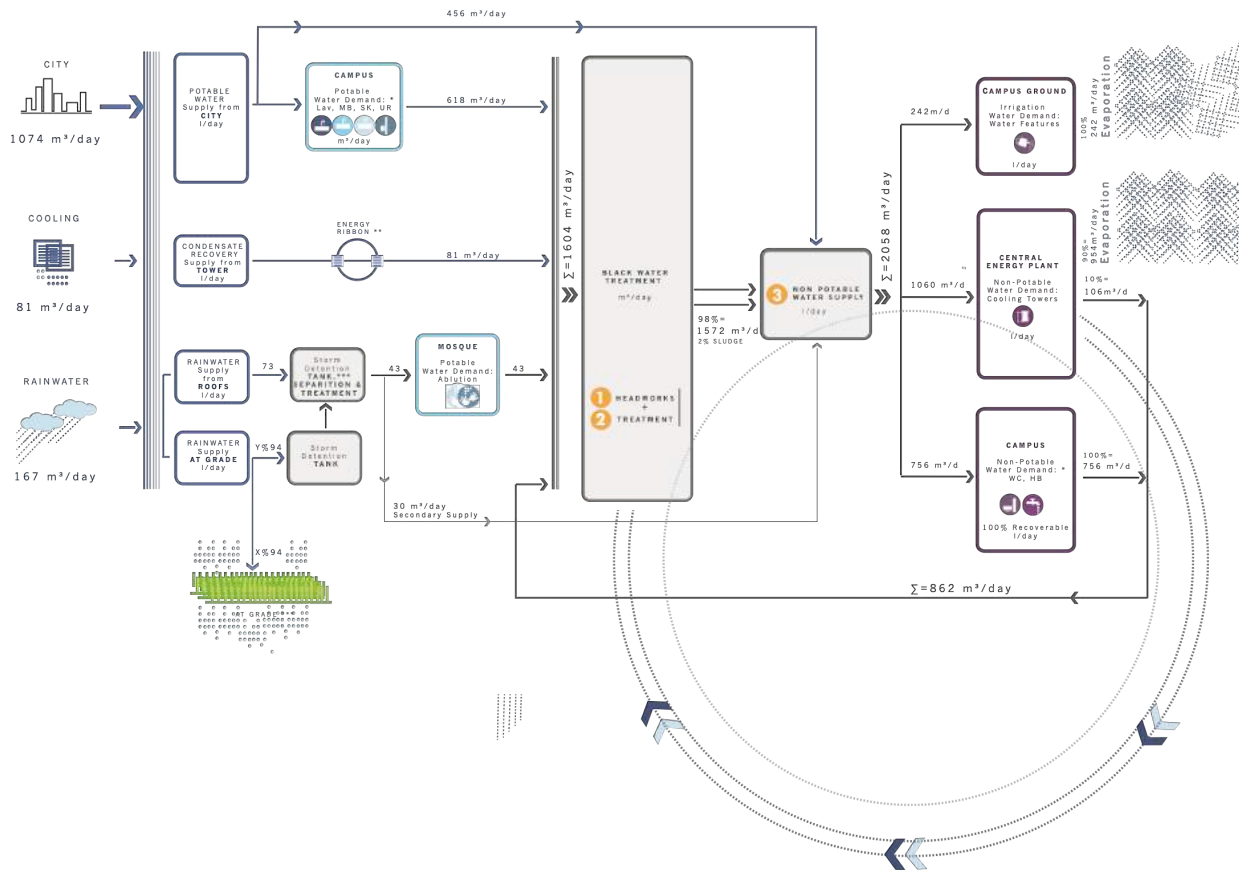 456 m³/day
CITY
1074 m³/day
POTABLE
WATER
Supply from
CITY
l/day
CAMPUS
Potable
Water Demand: *
Lav, MB, SK, UR
m³/day
618 m³/day
COOLING
81 m³/day
CONDENSATE
RECOVERY
Supply from
TOWER
l/day
ENERGY
RIBBON **
81 m³/day
RAINWATER
167 m³/day
RAINWATER
Supply
from
ROOFS
l/day
73
Storm
Detention
TANK,***
SEPARITION &
TREATMENT
43
MOSQUE
Potable
Water Demand:
Ablution
43
RAINWATER
Supply
AT GRADE
l/day
Y%94
Storm
Detention
TANK
X%94
AT GRADE
30 m³/day
Secondary Supply
∑=1604 m³/day
BLACK WATER
TREATMENT
m³/day
1 HEADWORKS
+
2 TREATMENT
98%=
1572 m³/d
2% SLUDGE
3 NON POTABLE
WATER SUPPLY
l/day
∑=2058 m³/day
242m/d
CAMPUS GROUND
Irrigation
Water Demand:
Water Features
l/day
100%
242 m³/day
Evaporation
1060 m³/d
CENTRAL
ENERGY PLANT
Non-Potable
Water Demand:
Cooling Towers
l/day
90%=
954m³/day
Evaporation
10%=
106m³/d
756 m³/d
CAMPUS
Non-Potable
Water Demand: *
WC, HB
100% Recoverable
l/day
100%=
756 m³/d
∑=862 m³/day